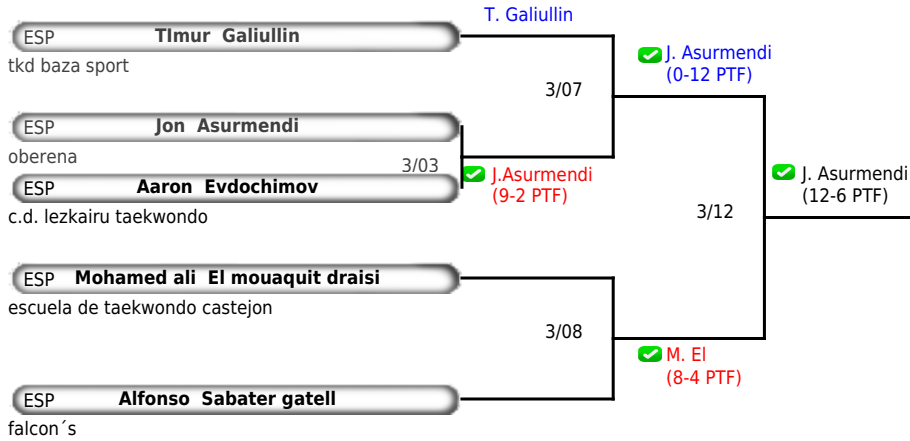 T. Galiullin
ESP TImur Galiullin
tkd baza sport
J. Asurmendi
(0-12 PTF)
3/07
ESP Jon Asurmendi
oberena
3/03
J.Asurmendi
(9-2 PTF)
ESP Aaron Evdochimov
c.d. lezkairu taekwondo
J. Asurmendi
(12-6 PTF)
3/12
ESP Mohamed ali El mouaquit draisi
escuela de taekwondo castejon
3/08
M. El
(8-4 PTF)
ESP Alfonso Sabater gatell
falcon´s